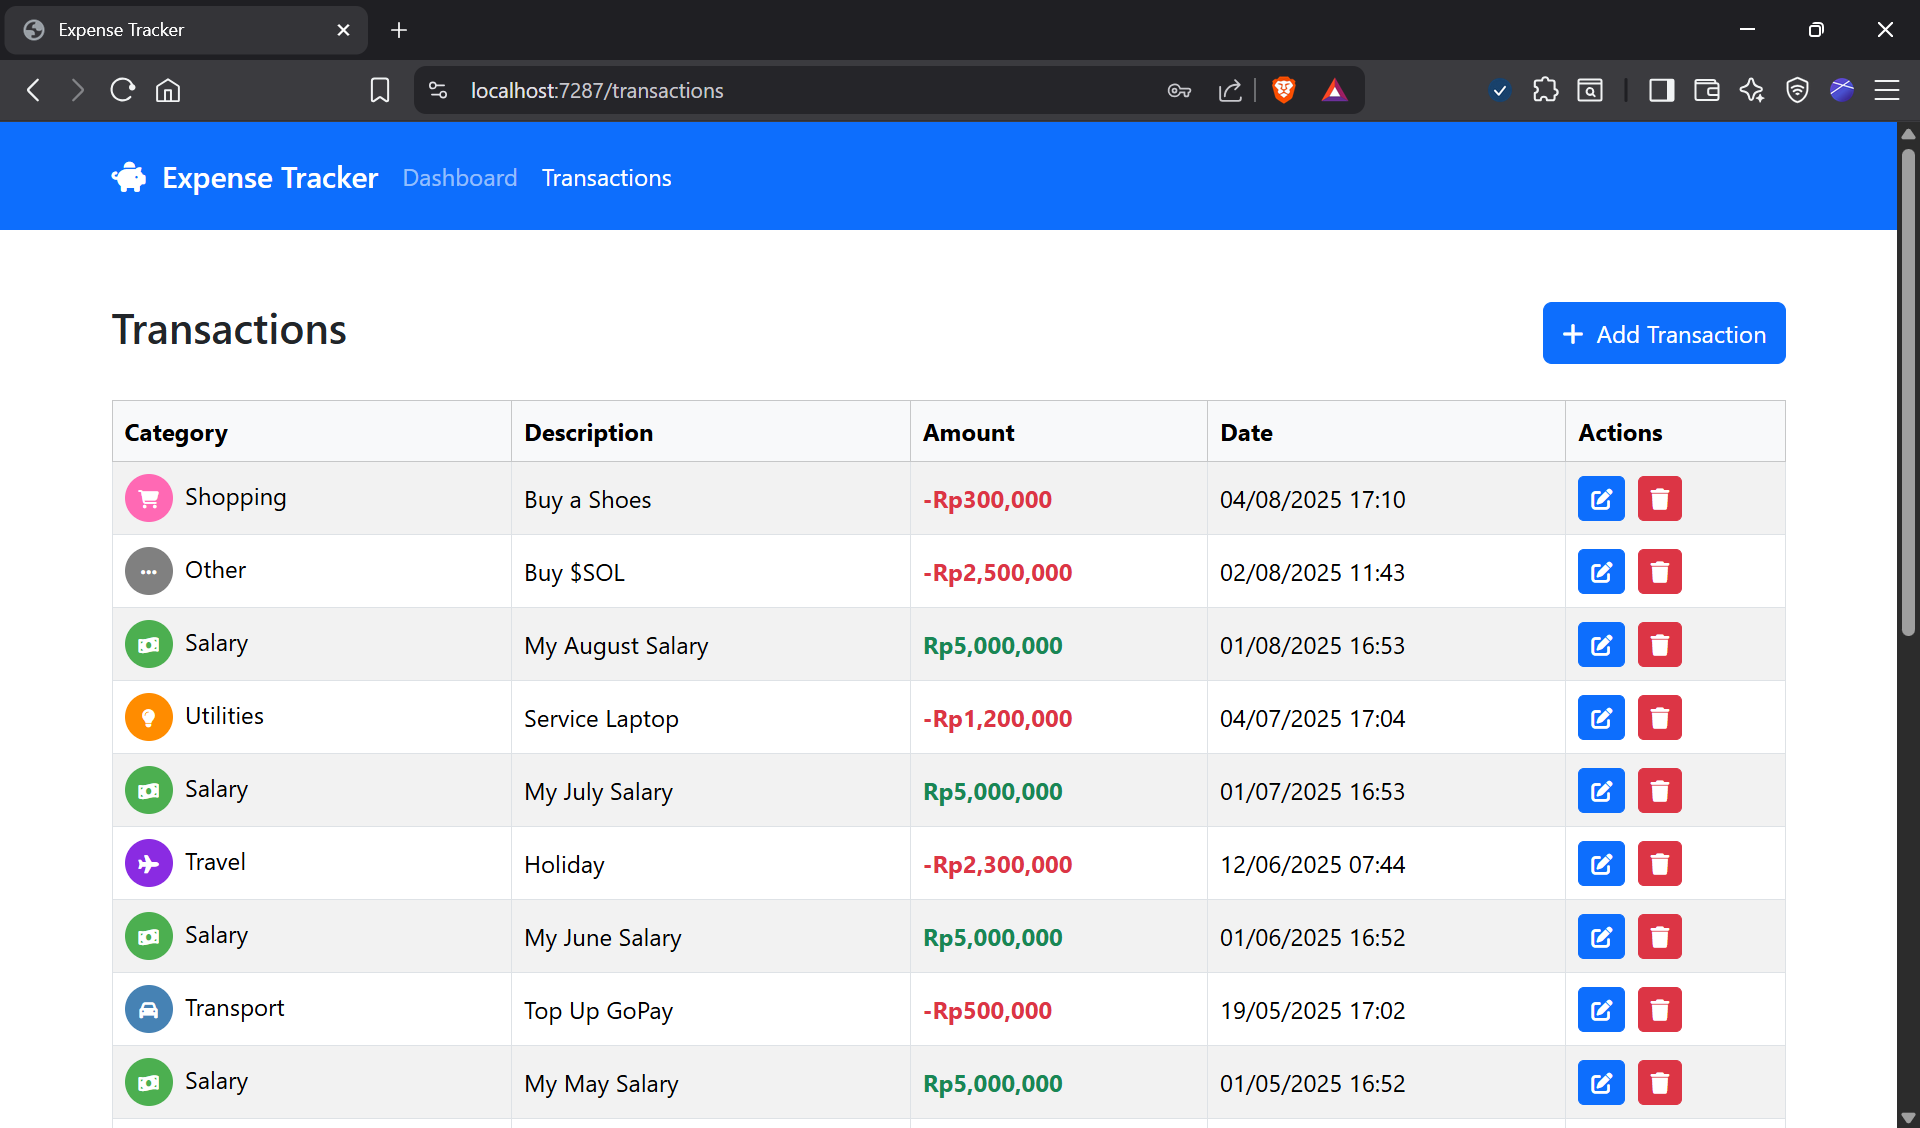 Expense Tracker
localhost:7287/transactions
Expense Tracker Dashboard Transactions
Transactions
Add Transaction
Category Description Amount Date Actions
Shopping Buy a Shoes -Rp300,000 04/08/2025 17:10
Other Buy $SOL -Rp2,500,000 02/08/2025 11:43
Salary My August Salary Rp5,000,000 01/08/2025 16:53
Utilities Service Laptop -Rp1,200,000 04/07/2025 17:04
Salary My July Salary Rp5,000,000 01/07/2025 16:53
Travel Holiday -Rp2,300,000 12/06/2025 07:44
Salary My June Salary Rp5,000,000 01/06/2025 16:52
Transport Top Up GoPay -Rp500,000 19/05/2025 17:02
Salary My May Salary Rp5,000,000 01/05/2025 16:52